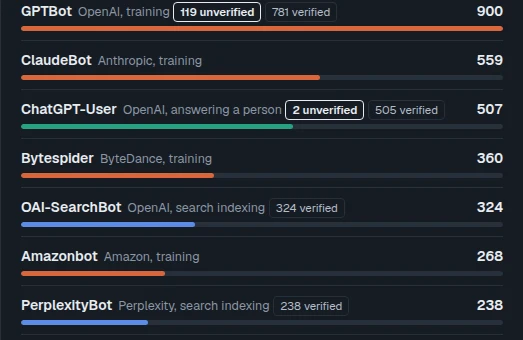 GPTBot OpenAI, training 119 unverified 781 verified 900
ClaudeBot Anthropic, training 559
ChatGPT-User OpenAI, answering a person 2 unverified 505 verified 507
Bytespider ByteDance, training 360
OAI-SearchBot OpenAI, search indexing 324 verified 324
Amazonbot Amazon, training 268
PerplexityBot Perplexity, search indexing 238 verified 238